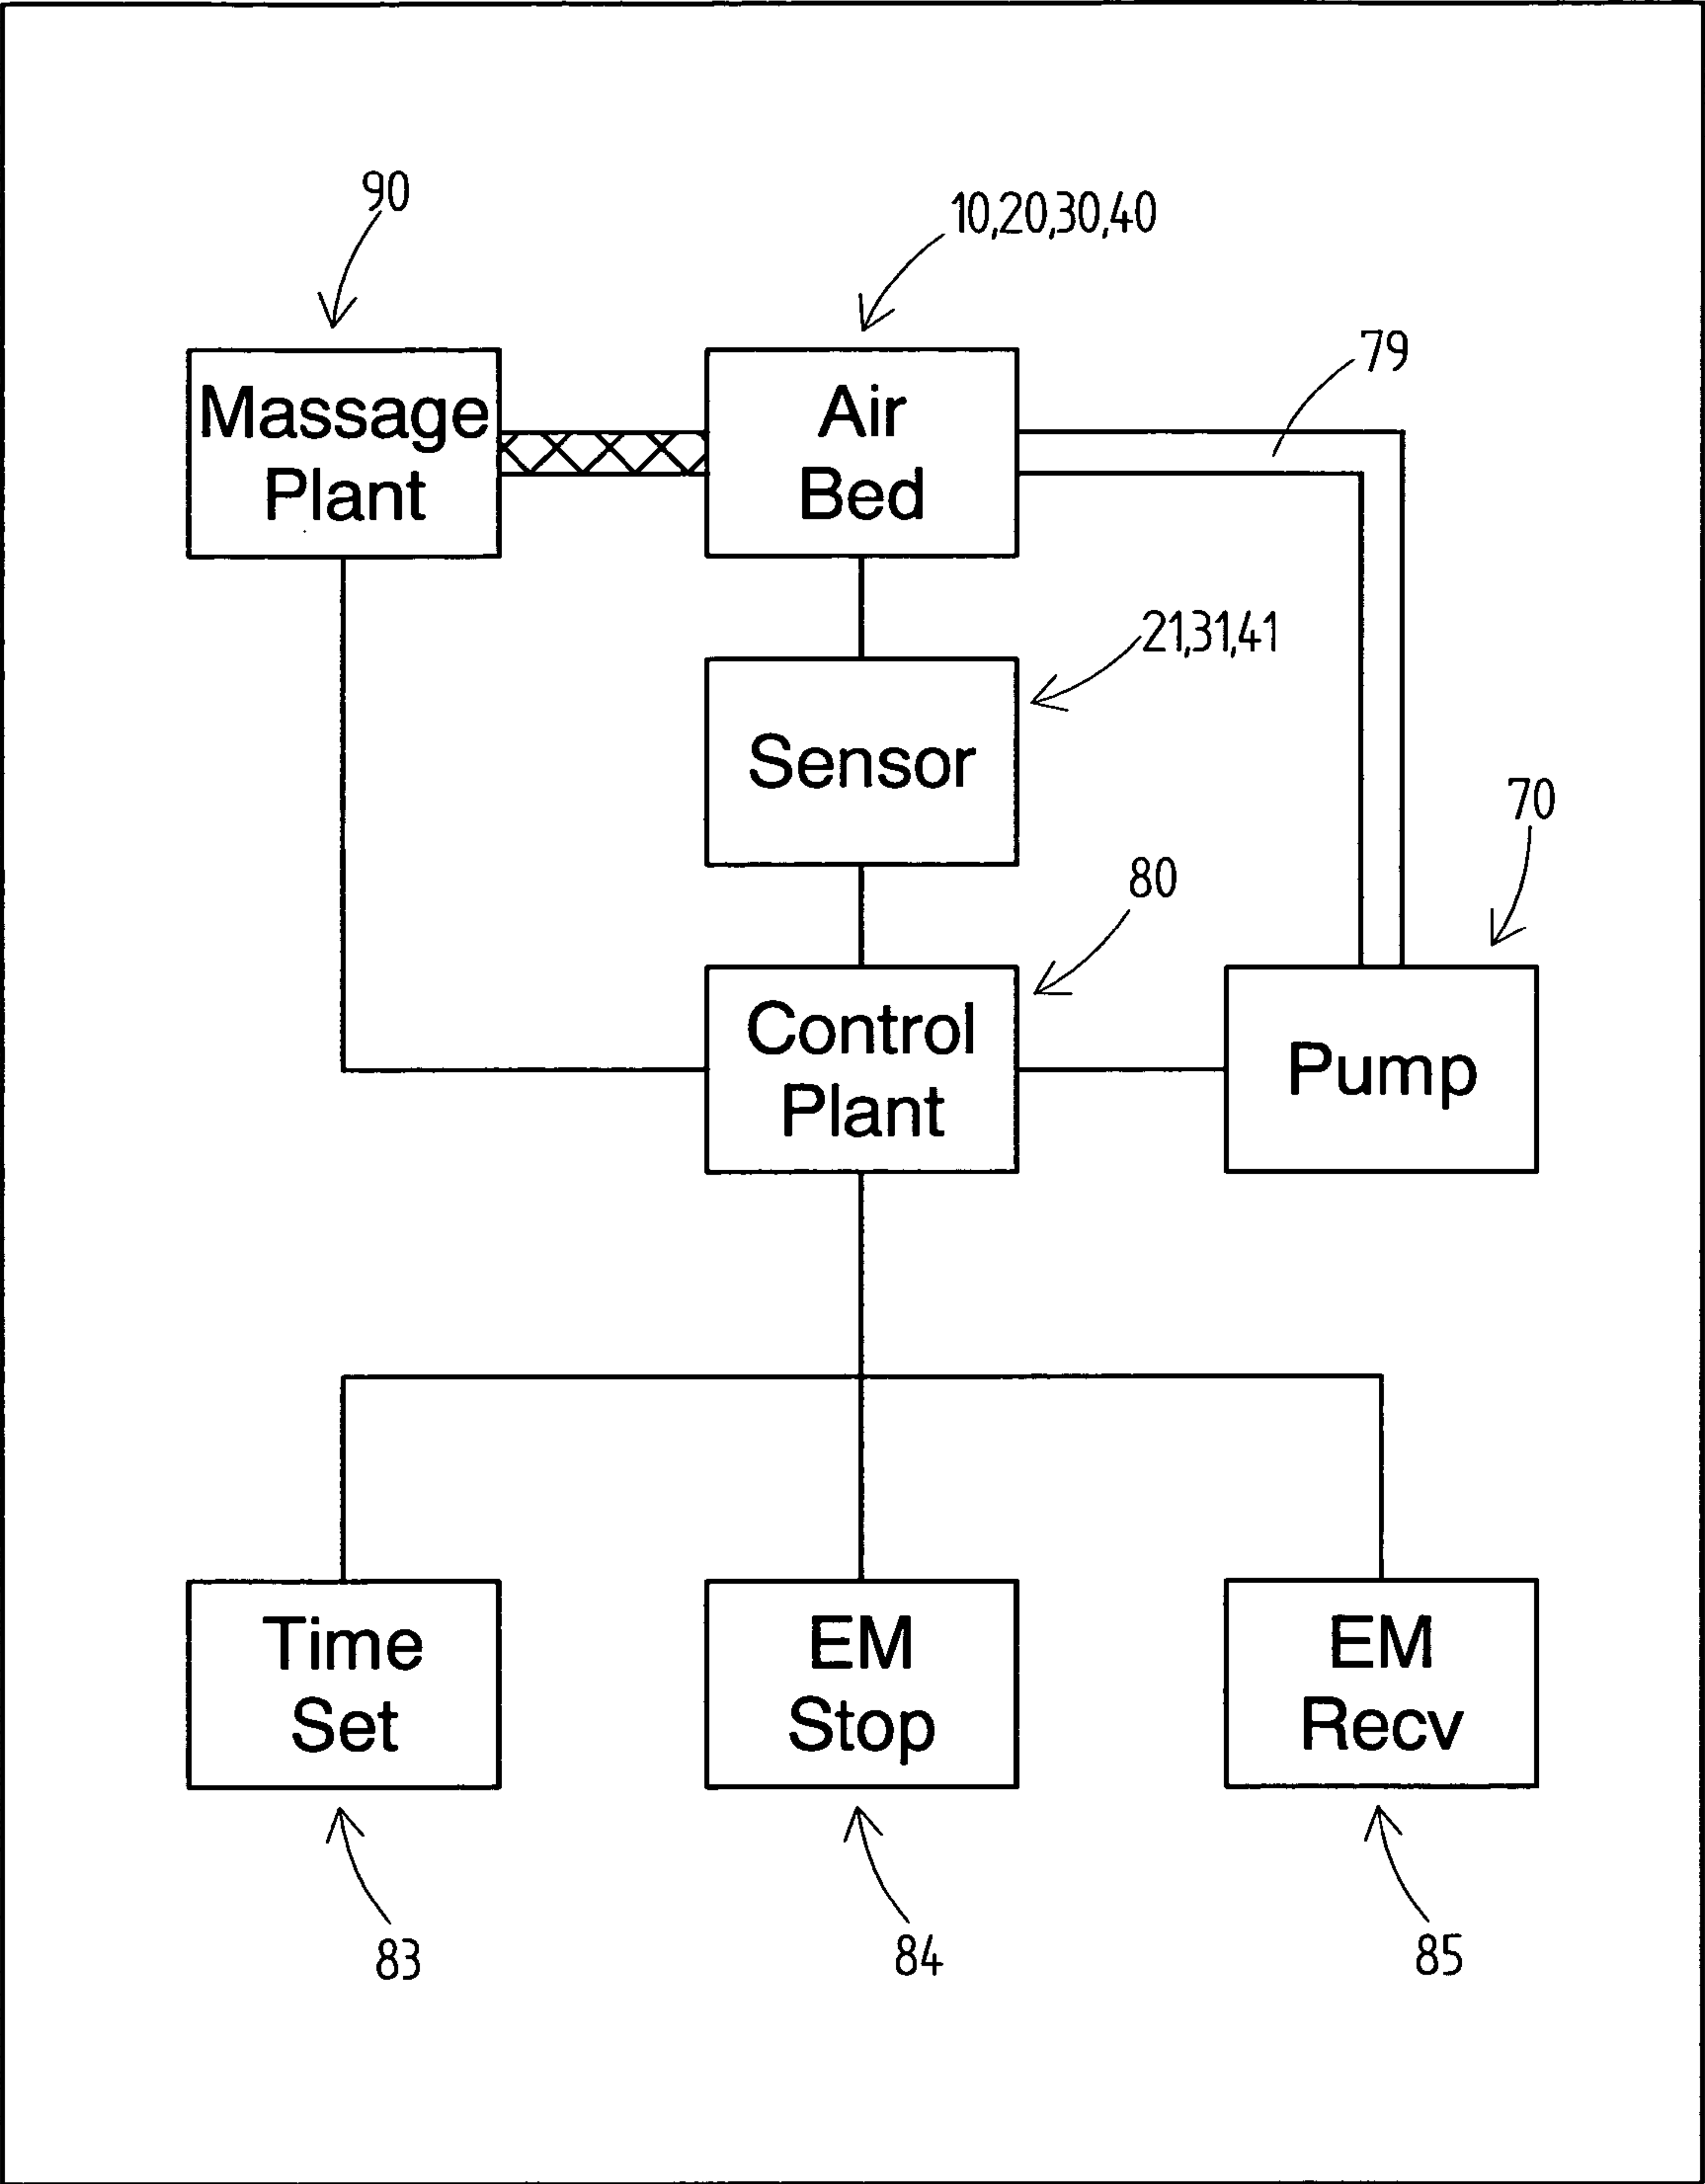 90
10,20,30,40
79
Massage
Plant
Air
Bed
21,31,41
Sensor
70
80
Control
Plant
Pump
Time
Set
EM
Stop
EM
Recv
83
84
85